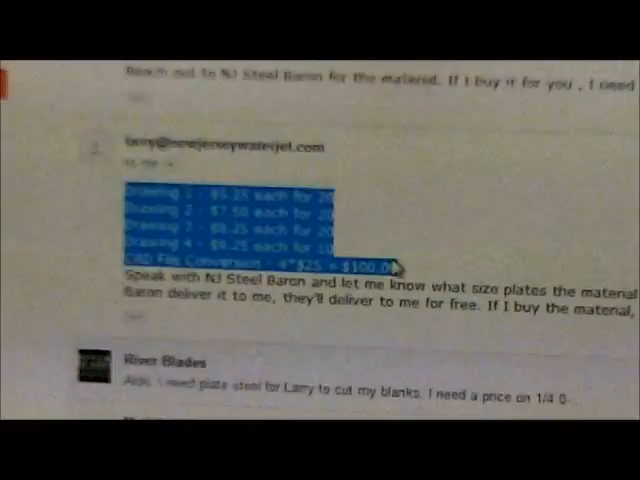 Reach out to NJ Steel Baron for the material. If I buy it for you , I need
larry@newjerseywaterjet.com
to me
Drawing 1 - $5.25 each for 20
Drawing 2 - $7.50 each for 20
Drawing 3 - $8.25 each for 20
Drawing 4 - $9.25 each for 10
CAD File Conversion - 4*$25 = $100.00
Speak with NJ Steel Baron and let me know what size plates the material
Baron deliver it to me, they'll deliver to me for free. If I buy the material,
River Blades
Aldo, I need plate steel for Larry to cut my blanks. I need a price on 1/4 0-